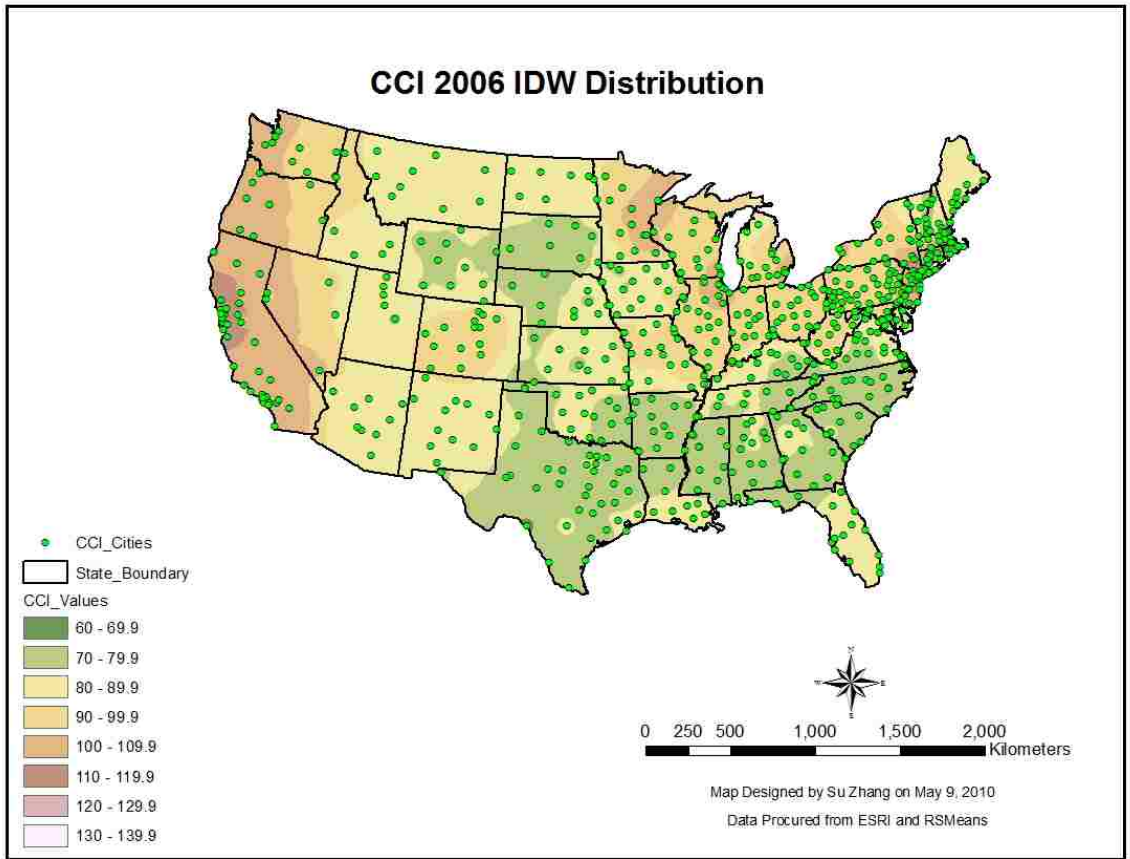 CCI 2006 IDW Distribution
CCI_Cities
State_Boundary
CCI_Values
60 - 69.9
70 - 79.9
80 - 89.9
90 - 99.9
100 - 109.9
110 - 119.9
120 - 129.9
130 - 139.9
N
W E
S
0 250 500 1,000 1,500 2,000
Kilometers
Map Designed by Su Zhang on May 9, 2010
Data Procured from ESRI and RSMeans